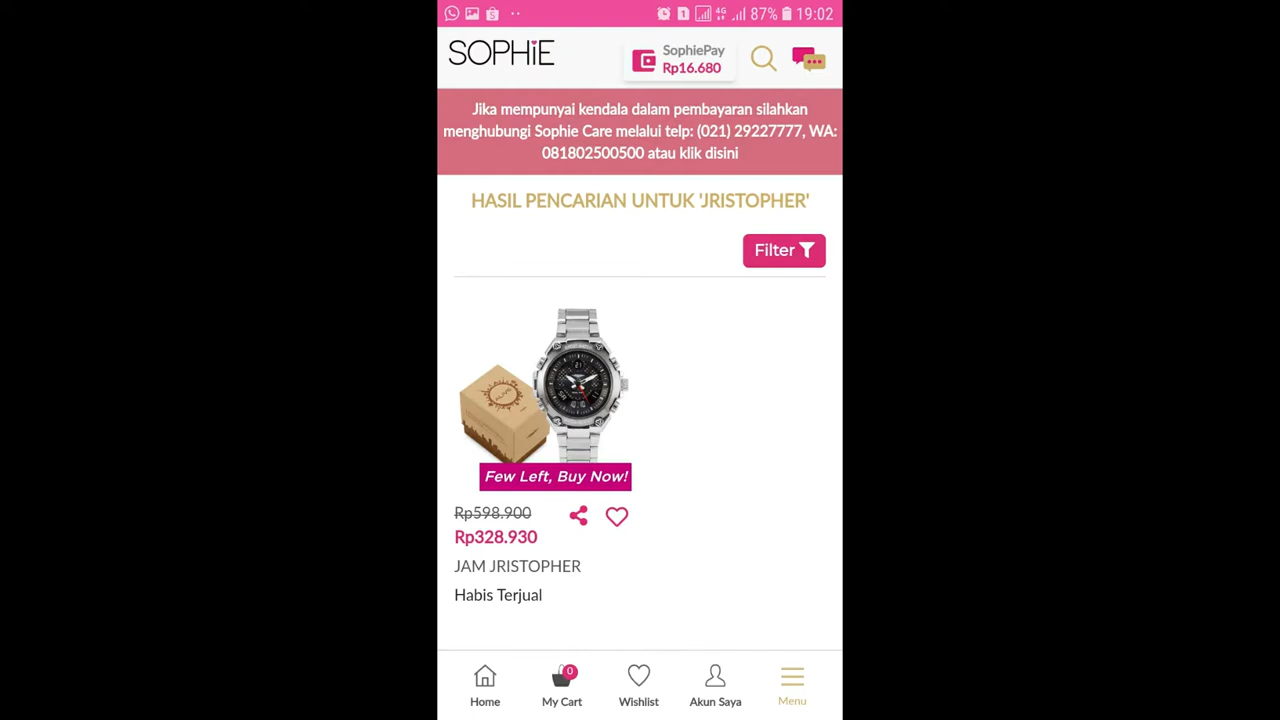 87% 19:02
SOPHiE
SophiePay
Rp16.680
Jika mempunyai kendala dalam pembayaran silahkan
menghubungi Sophie Care melalui telp: (021) 29227777, WA:
081802500500 atau klik disini
HASIL PENCARIAN UNTUK 'JRISTOPHER'
Filter
Few Left, Buy Now!
Rp598.900
Rp328.930
JAM JRISTOPHER
Habis Terjual
0
Home My Cart Wishlist Akun Saya Menu